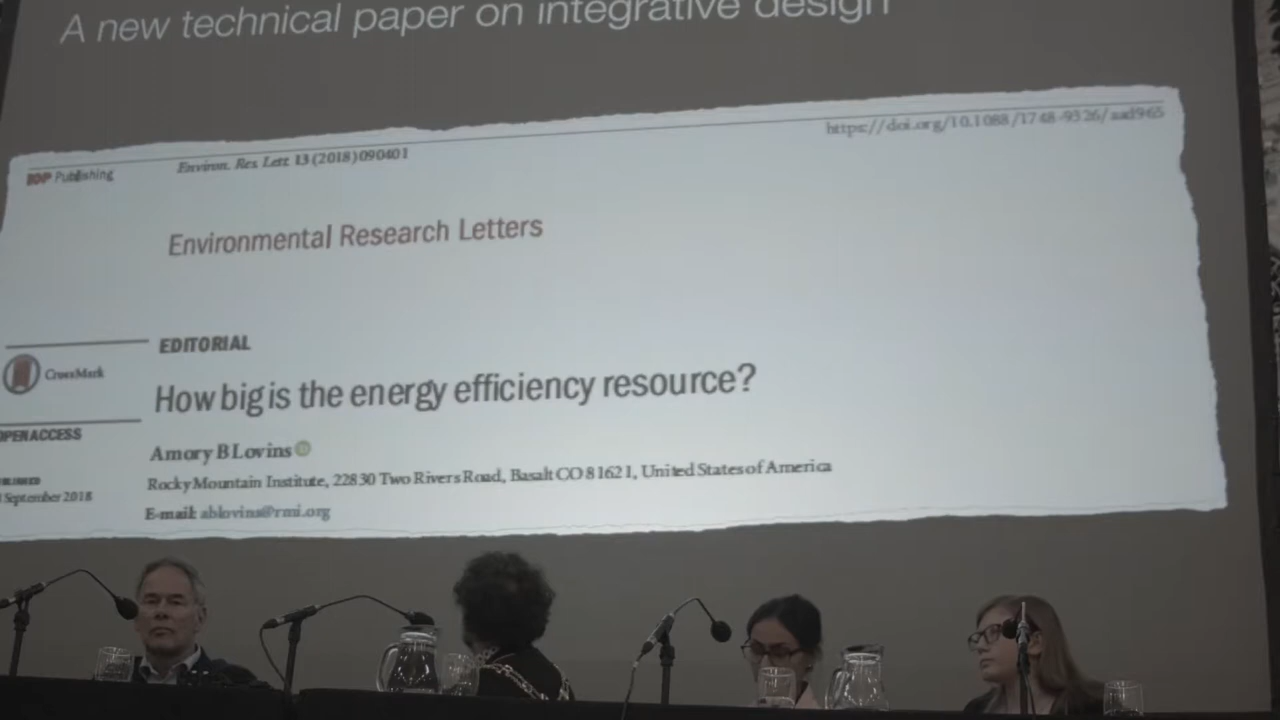 A new technical paper on integrative design
https://doi.org/10.1088/1748-9326/aad965
IOP Publishing
Environ. Res. Lett. 13 (2018) 090401
Environmental Research Letters
EDITORIAL
CrossMark
How big is the energy efficiency resource?
OPEN ACCESS
Amory B Lovins
Rocky Mountain Institute, 22830 Two Rivers Road, Basalt CO 81621, United States of America
September 2018
E-mail: ablovins@rmi.org